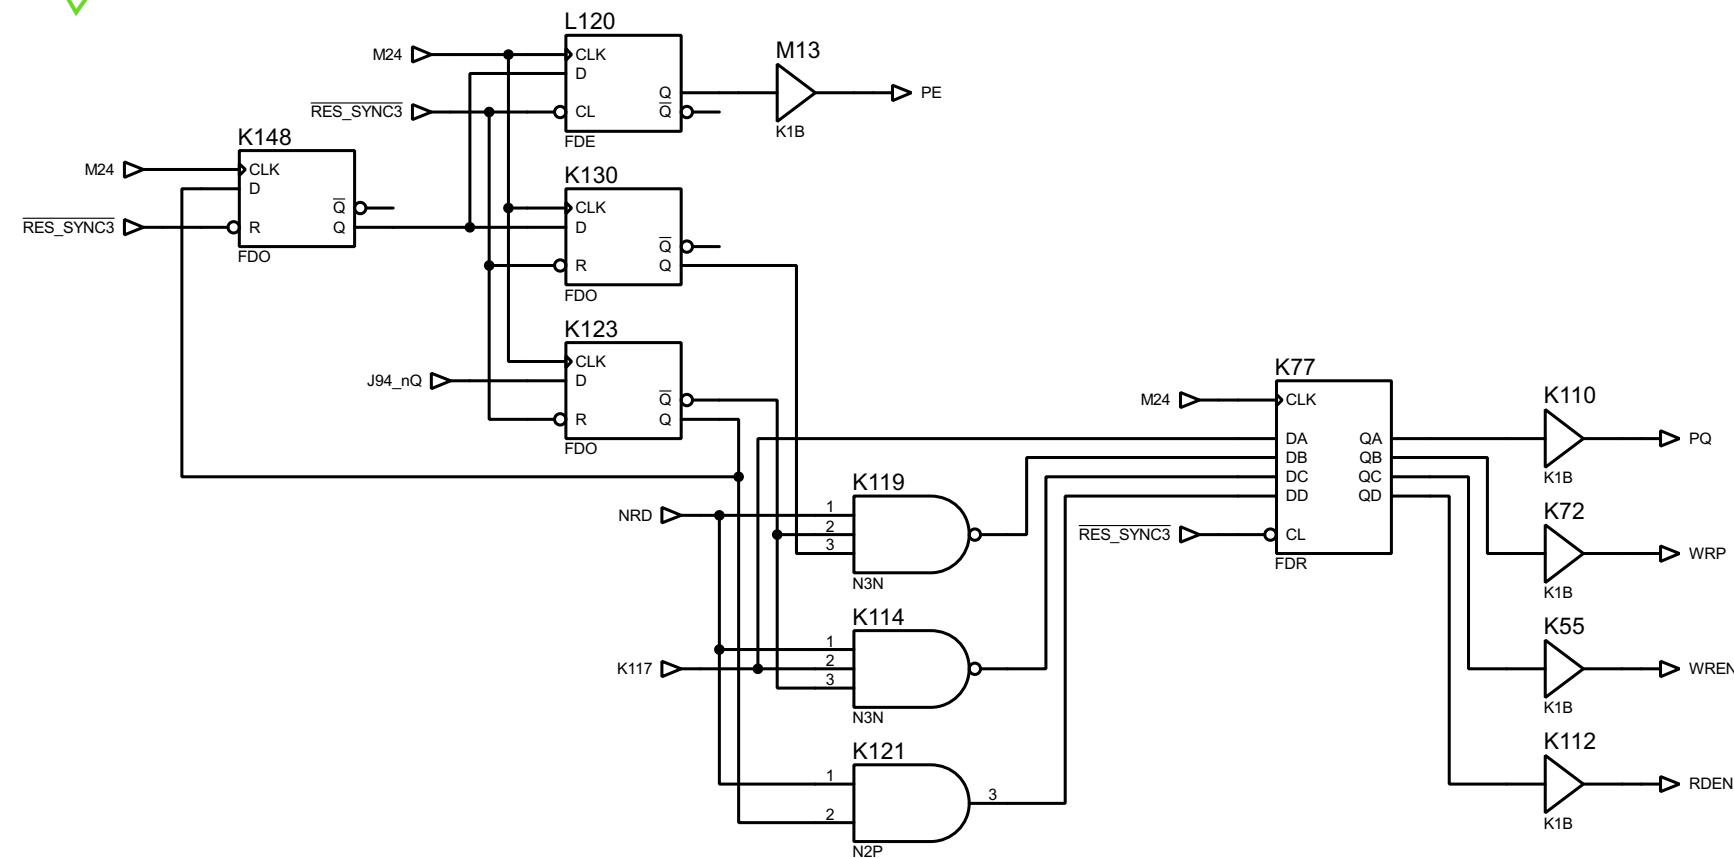 L120
M24
CLK
D
Q
RES_SYNC3
CL
Q
FDE
M13
K1B
PE
K148
M24
CLK
D
Q
RES_SYNC3
R
Q
FDO
K130
CLK
D
Q
R
Q
FDO
K123
CLK
J94_nQ
D
Q
R
Q
FDO
K77
M24
CLK
DA
QA
DB
QB
DC
QC
DD
QD
RES_SYNC3
CL
FDR
K110
K1B
PQ
K72
K1B
WRP
K55
K1B
WREN
K112
K1B
RDEN
K119
NRD
1
2
3
N3N
K114
K117
1
2
3
N3N
K121
1
2
3
N2P